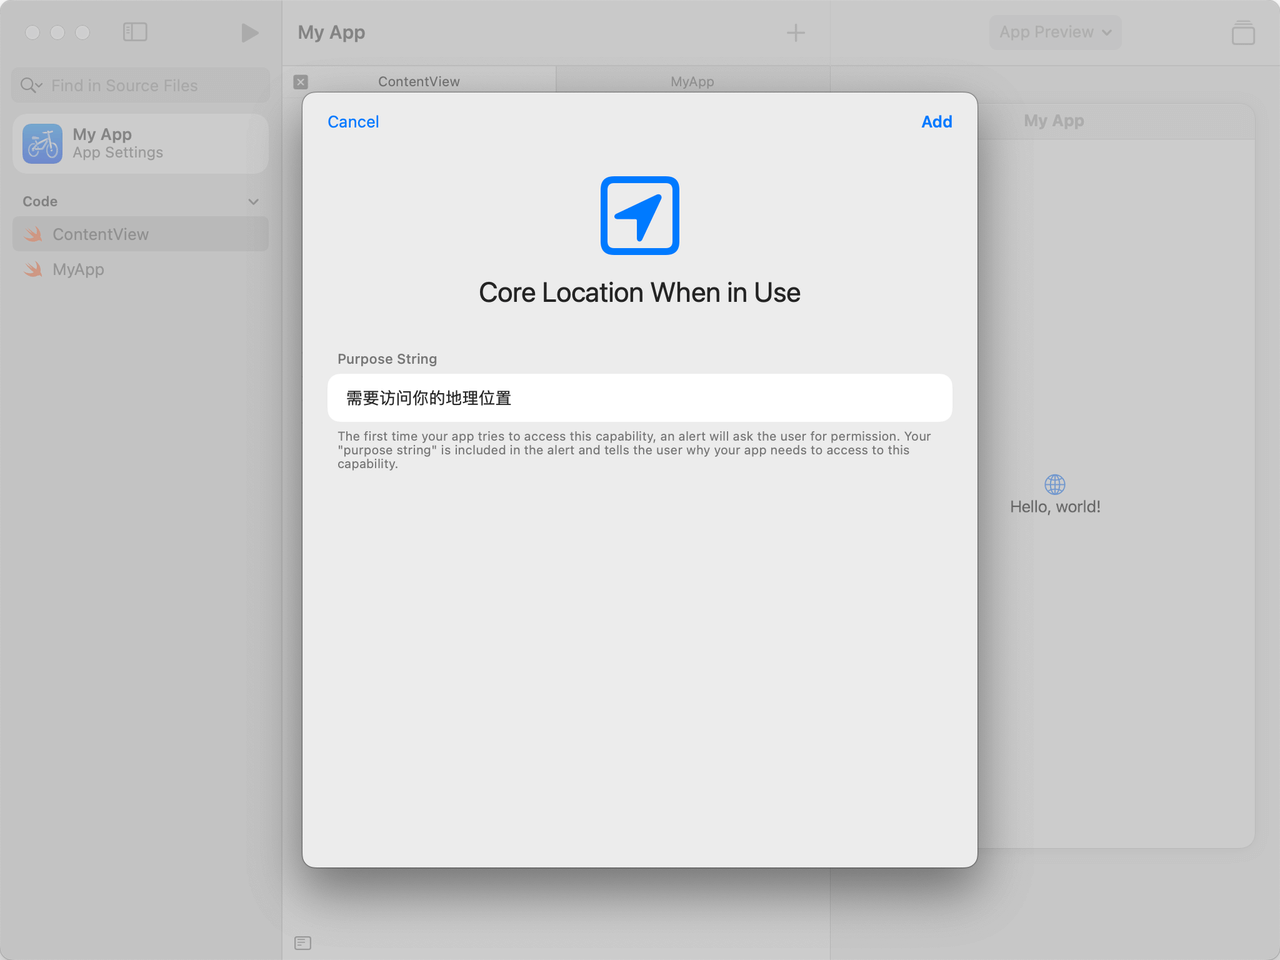 My App
App Preview
Find in Source Files
ContentView
MyApp
My App
App Settings
Code
ContentView
MyApp
Cancel
Add
Core Location When in Use
Purpose String
需要访问你的地理位置
The first time your app tries to access this capability, an alert will ask the user for permission. Your
"purpose string" is included in the alert and tells the user why your app needs to access to this
capability.
My App
Hello, world!